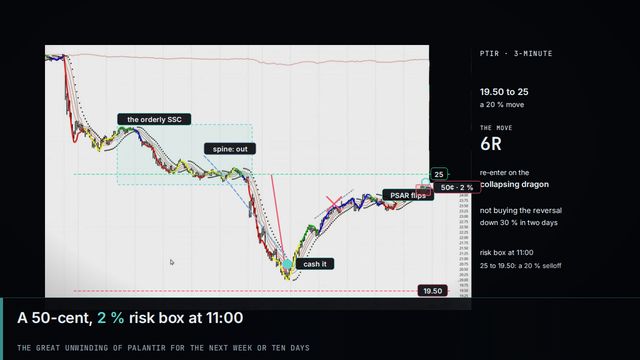 PTIR · 3-MINUTE
19.50 to 25
a 20 % move
THE MOVE
6R
re-enter on the
collapsing dragon
not buying the reversal
down 30 % in two days
risk box at 11:00
25 to 19.50: a 20 % selloff
the orderly SSC
spine: out
25
50¢ · 2 %
PSAR flips
cash it
19.50
A 50-cent, 2 % risk box at 11:00
THE GREAT UNWINDING OF PALANTIR FOR THE NEXT WEEK OR TEN DAYS